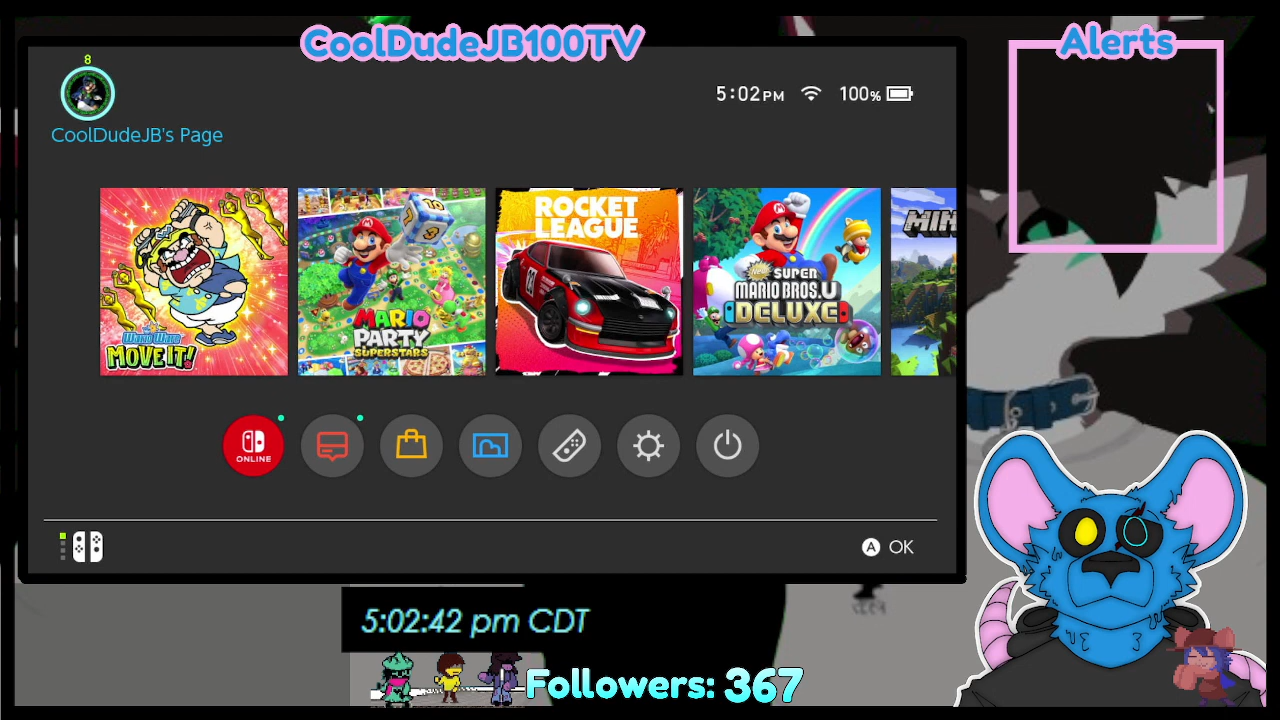 CoolDudeJB100TV
Alerts
8
CoolDudeJB's Page
5:02PM
100%
WarioWare
MOVE IT!
MARIO
PARTY
SUPERSTARS
ROCKET
LEAGUE
New
SUPER
MARIO BROS. U
DELUXE
MIN
ONLINE
A OK
5:02:42 pm CDT
Followers: 367